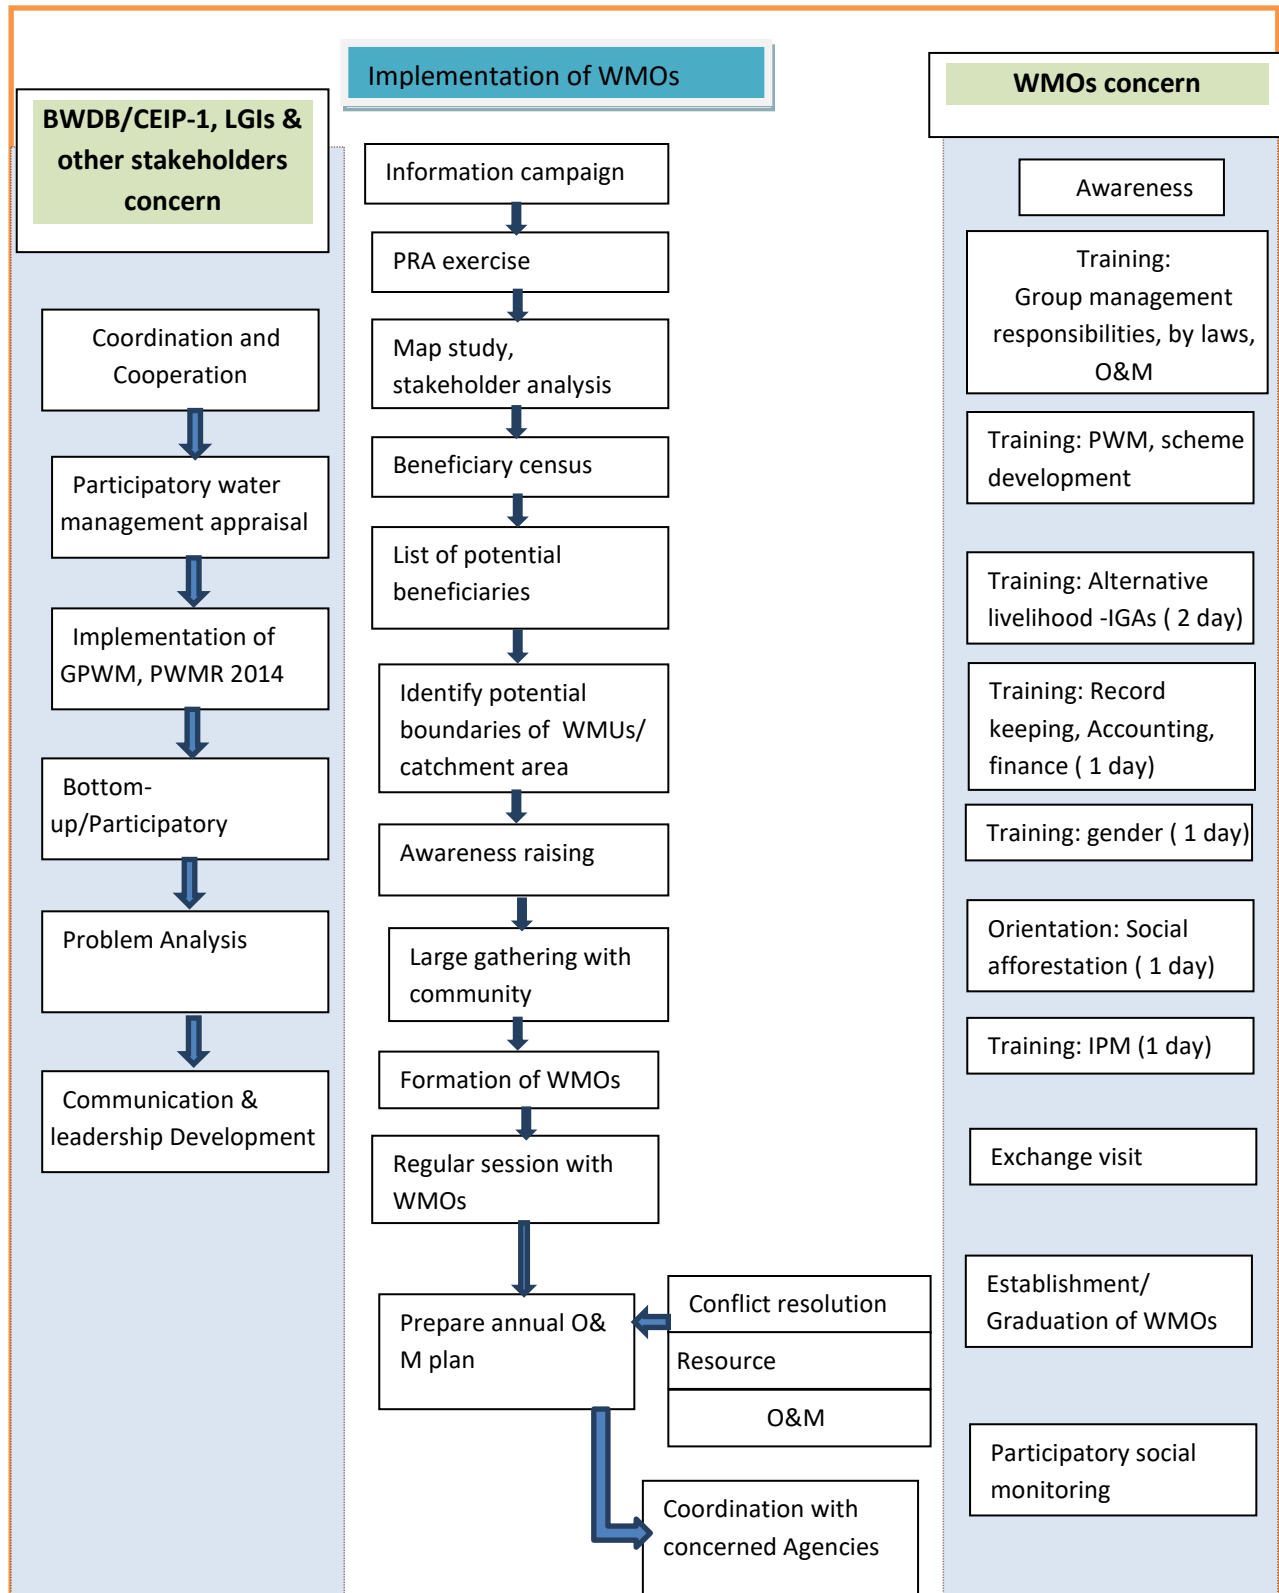 Implementation of WMOs
BWDB/CEIP-1, LGIs &
other stakeholders
concern
Coordination and
Cooperation
Participatory water
management appraisal
Implementation of
GPWM, PWMR 2014
Bottom-
up/Participatory
Problem Analysis
Communication &
leadership Development
Information campaign
PRA exercise
Map study,
stakeholder analysis
Beneficiary census
List of potential
beneficiaries
Identify potential
boundaries of WMUs/
catchment area
Awareness raising
Large gathering with
community
Formation of WMOs
Regular session with
WMOs
Prepare annual O&
M plan
Conflict resolution
Resource
O&M
Coordination with
concerned Agencies
WMOs concern
Awareness
Training:
Group management
responsibilities, by laws,
O&M
Training: PWM, scheme
development
Training: Alternative
livelihood -IGAs ( 2 day)
Training: Record
keeping, Accounting,
finance ( 1 day)
Training: gender ( 1 day)
Orientation: Social
afforestation ( 1 day)
Training: IPM (1 day)
Exchange visit
Establishment/
Graduation of WMOs
Participatory social
monitoring